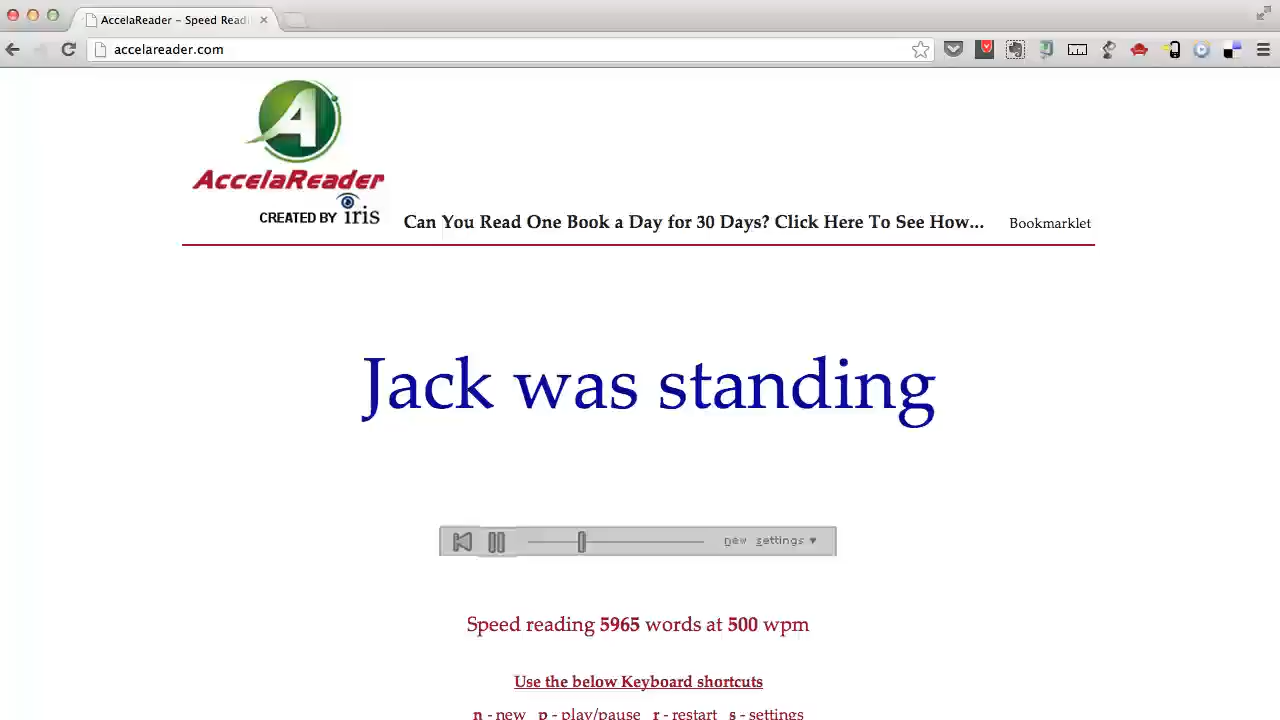 AccelaReader - Speed Readi
accelareader.com
A
AccelaReader
CREATED BY iris
Can You Read One Book a Day for 30 Days? Click Here To See How... Bookmarklet
Jack was standing
new settings ▾
Speed reading 5965 words at 500 wpm
Use the below Keyboard shortcuts
n - new p - play/pause r - restart s - settings